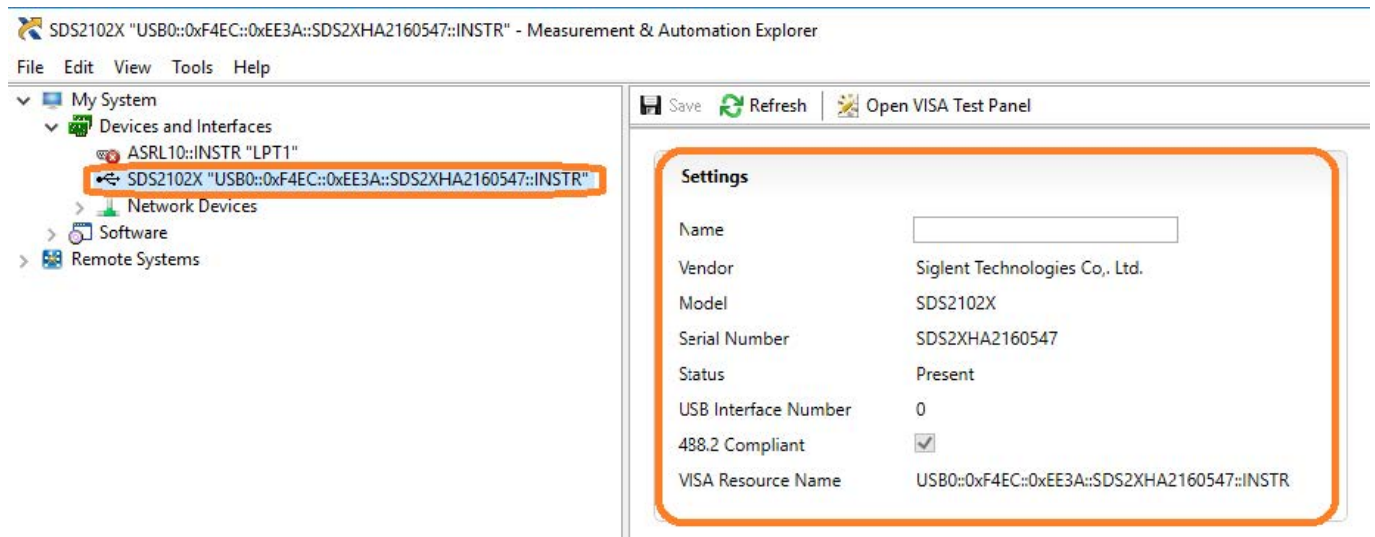 SDS2102X "USB0::0xF4EC::0xEE3A::SDS2XHA2160547::INSTR" - Measurement & Automation Explorer
File Edit View Tools Help
My System
Devices and Interfaces
ASRL10::INSTR "LPT1"
SDS2102X "USB0::0xF4EC::0xEE3A::SDS2XHA2160547::INSTR"
Network Devices
Software
Remote Systems
Save Refresh Open VISA Test Panel
Settings
Name
Vendor Siglent Technologies Co,. Ltd.
Model SDS2102X
Serial Number SDS2XHA2160547
Status Present
USB Interface Number 0
488.2 Compliant
VISA Resource Name USB0::0xF4EC::0xEE3A::SDS2XHA2160547::INSTR